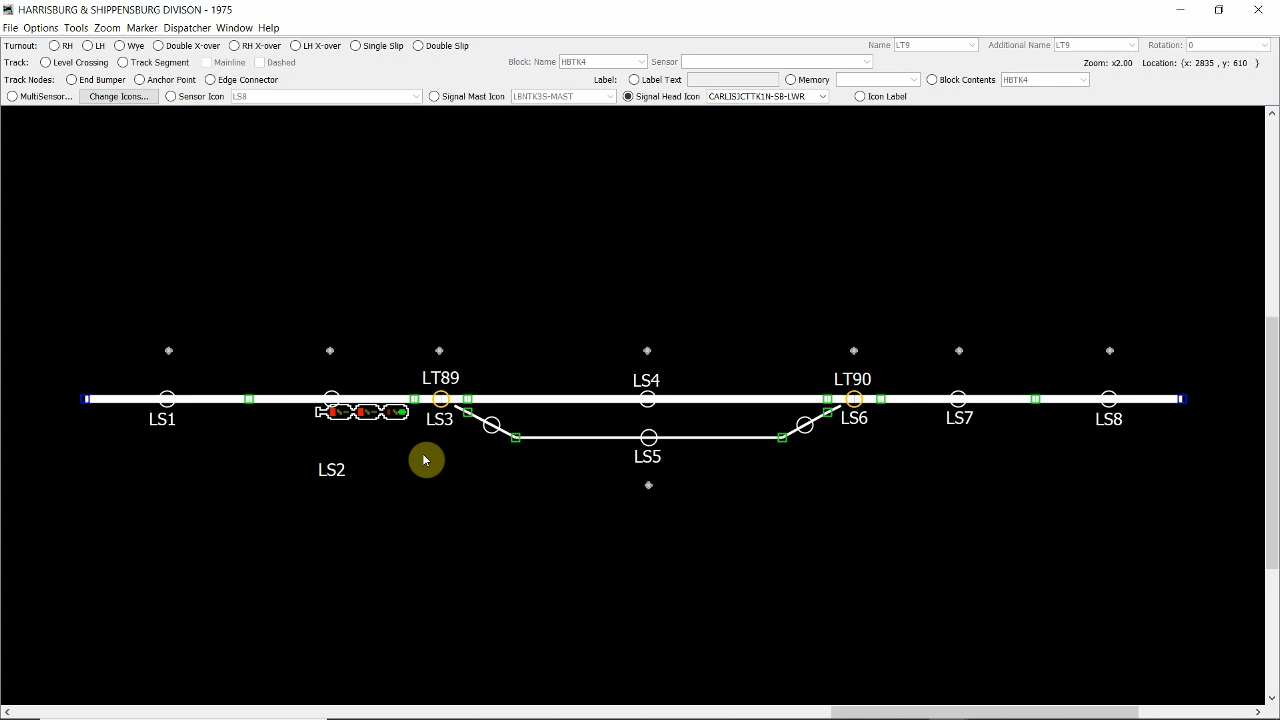 HARRISBURG & SHIPPENSBURG DIVISON - 1975
File Options Tools Zoom Marker Dispatcher Window Help
Turnout: RH LH Wye Double X-over RH X-over LH X-over Single Slip Double Slip Name LT9 Additional Name LT9 Rotation: 0
Track: Level Crossing Track Segment Mainline Dashed Block: Name HBTK4 Sensor Zoom: x2.00 Location: {x: 2835 , y: 610 }
Track Nodes: End Bumper Anchor Point Edge Connector Label: Label Text Memory Block Contents HBTK4
MultiSensor... Change Icons... Sensor Icon LS8 Signal Mast Icon LBNTK3S-MAST Signal Head Icon Icon Label
LT89 LS4 LT90
LS1 LS3 LS6 LS7 LS8
LS5
LS2